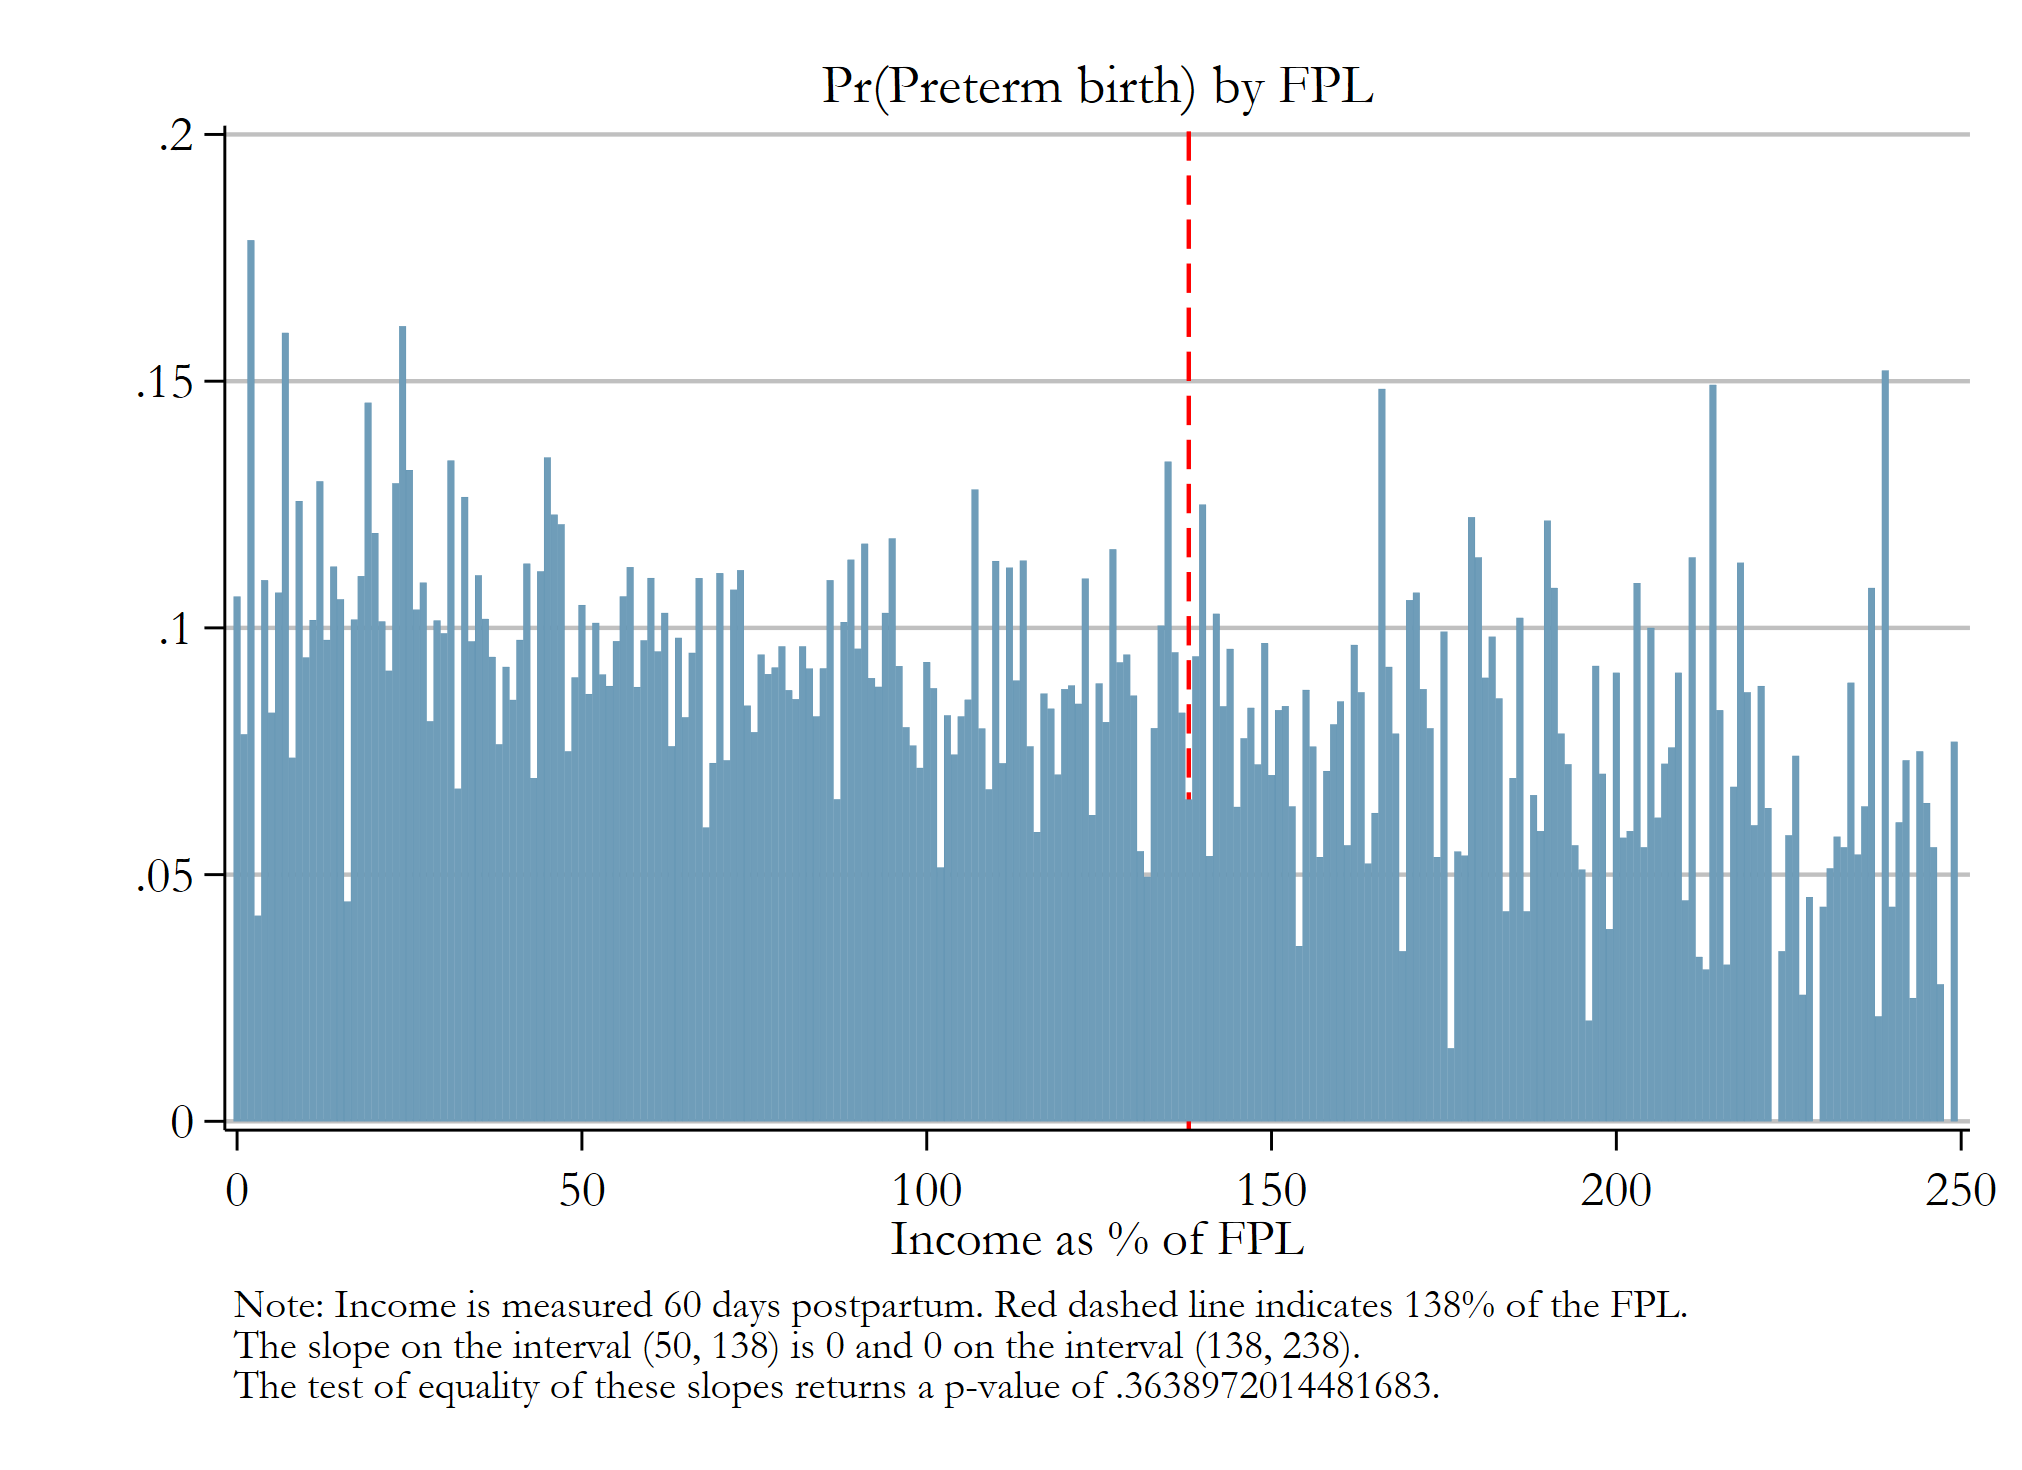 Pr(Preterm birth) by FPL
.2
.15
.1
.05
0
0 50 100 150 200 250
Income as % of FPL
Note: Income is measured 60 days postpartum. Red dashed line indicates 138% of the FPL.
The slope on the interval (50, 138) is 0 and 0 on the interval (138, 238).
The test of equality of these slopes returns a p-value of .3638972014481683.